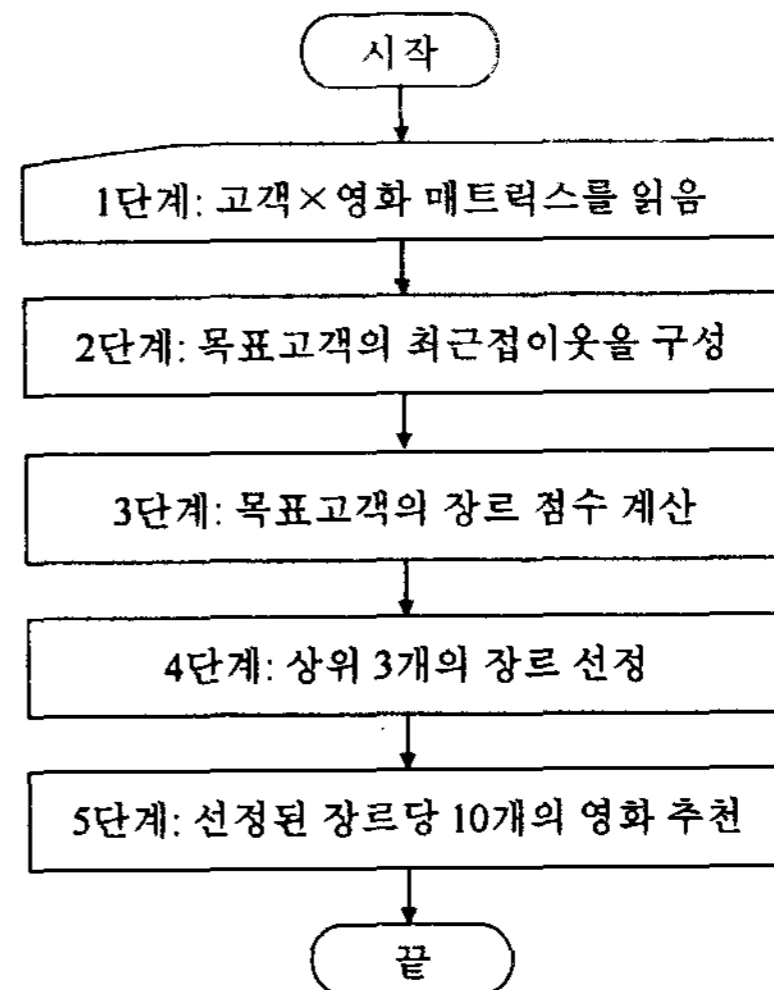 시작
1단계: 고객×영화 매트릭스를 읽음
2단계: 목표고객의 최근접이웃을 구성
3단계: 목표고객의 장르 점수 계산
4단계: 상위 3개의 장르 선정
5단계: 선정된 장르당 10개의 영화 추천
끝